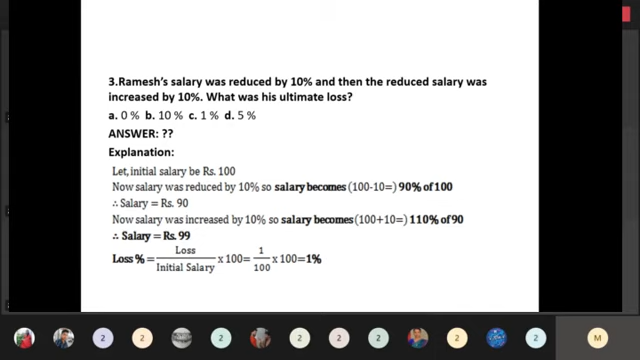 3.Ramesh's salary was reduced by 10% and then the reduced salary was
increased by 10%. What was his ultimate loss?
a. 0 % b. 10 % c. 1 % d. 5 %
ANSWER: ??
Explanation:
Let, initial salary be Rs. 100
Now salary was reduced by 10% so salary becomes (100-10=) 90% of 100
∴ Salary = Rs. 90
Now salary was increased by 10% so salary becomes (100+10=) 110% of 90
∴ Salary = Rs. 99
Loss % = Loss / Initial Salary x 100= 1/100 x 100=1%
2 2 2 2 2 2 2 2 M